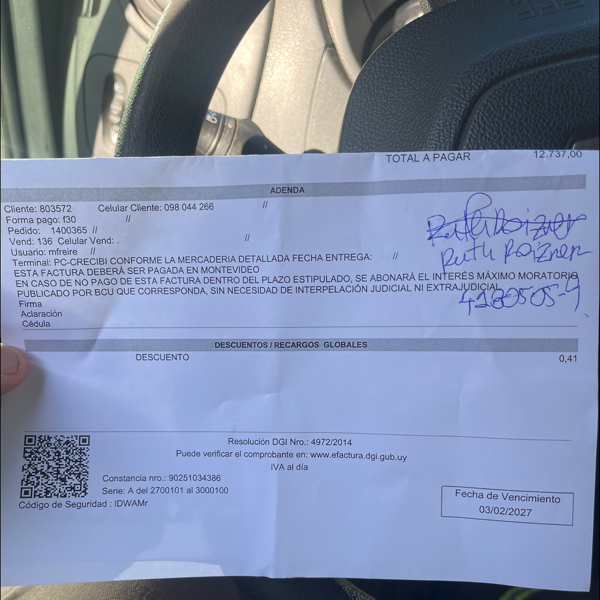 TOTAL A PAGAR 12.737,00
ADENDA
Cliente: 803572 Celular Cliente: 098 044 266 //
Forma pago: f30 //
Pedido: 1400365 //
Vend: 136 Celular Vend: . //
Usuario: mfreire //
Terminal: PC-CRECIBI CONFORME LA MERCADERIA DETALLADA FECHA ENTREGA: //
ESTA FACTURA DEBERÁ SER PAGADA EN MONTEVIDEO
EN CASO DE NO PAGO DE ESTA FACTURA DENTRO DEL PLAZO ESTIPULADO, SE ABONARÁ EL INTERÉS MÁXIMO MORATORIO
PUBLICADO POR BCU QUE CORRESPONDA, SIN NECESIDAD DE INTERPELACIÓN JUDICIAL NI EXTRAJUDICIAL
Firma
Aclaración
Cédula
Ruth Roizner
4180505-9
DESCUENTOS / RECARGOS GLOBALES
DESCUENTO 0,41
Resolución DGI Nro.: 4972/2014
Puede verificar el comprobante en: www.efactura.dgi.gub.uy
IVA al día
Constancia nro.: 90251034386
Serie: A del 2700101 al 3000100
Código de Seguridad : IDWAMr
Fecha de Vencimiento
03/02/2027